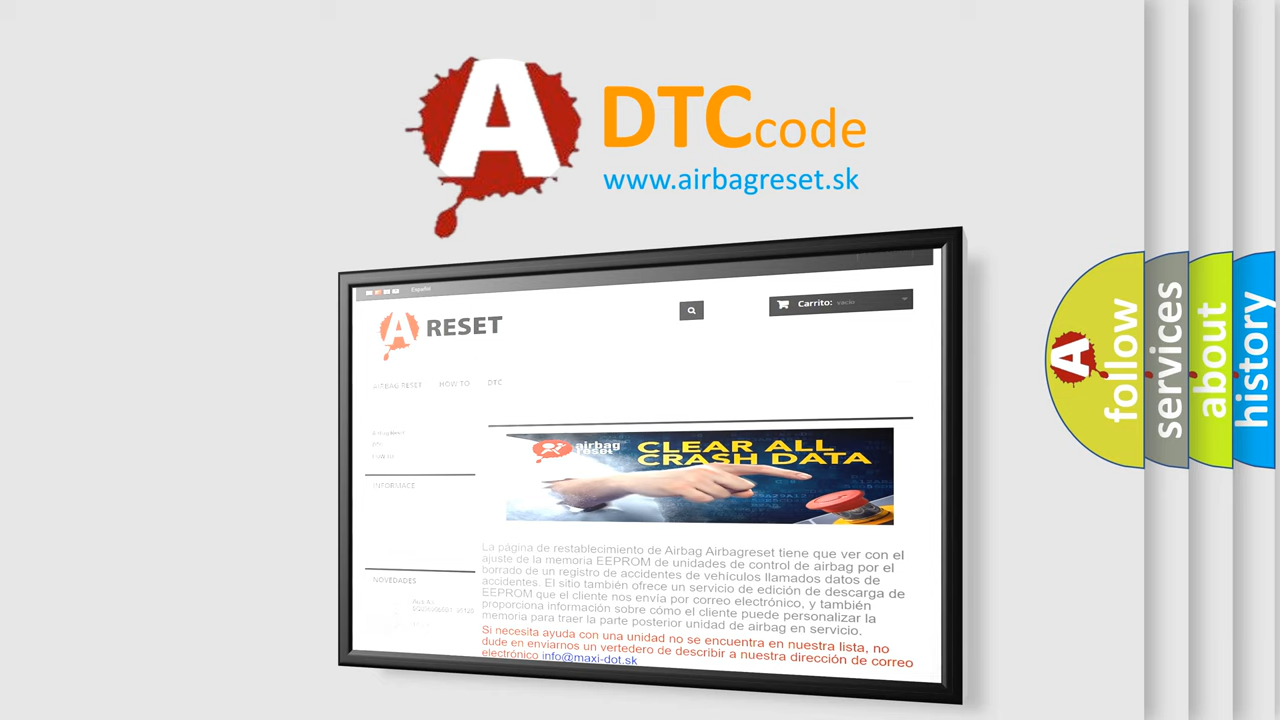 A
DTCcode
www.airbagreset.sk
Español
A RESET
Carrito: vacío
AIRBAG RESET HOW TO DTC
INFORMACE
airbag
reset
CLEAR ALL
CRASH DATA
La página de restablecimiento de Airbag Airbagreset tiene que ver con el
ajuste de la memoria EEPROM de unidades de control de airbag por el
borrado de un registro de accidentes de vehículos llamados datos de
accidentes. El sitio también ofrece un servicio de edición de descarga de
EEPROM que el cliente nos envía por correo electrónico, y también
proporciona información sobre cómo el cliente puede personalizar la
memoria para traer la parte posterior unidad de airbag en servicio.
Si necesita ayuda con una unidad no se encuentra en nuestra lista, no
dude en enviarnos un vertedero de describir a nuestra dirección de correo
electrónico info@maxi-dot.sk
NOVEDADES
A
follow
services
about
history